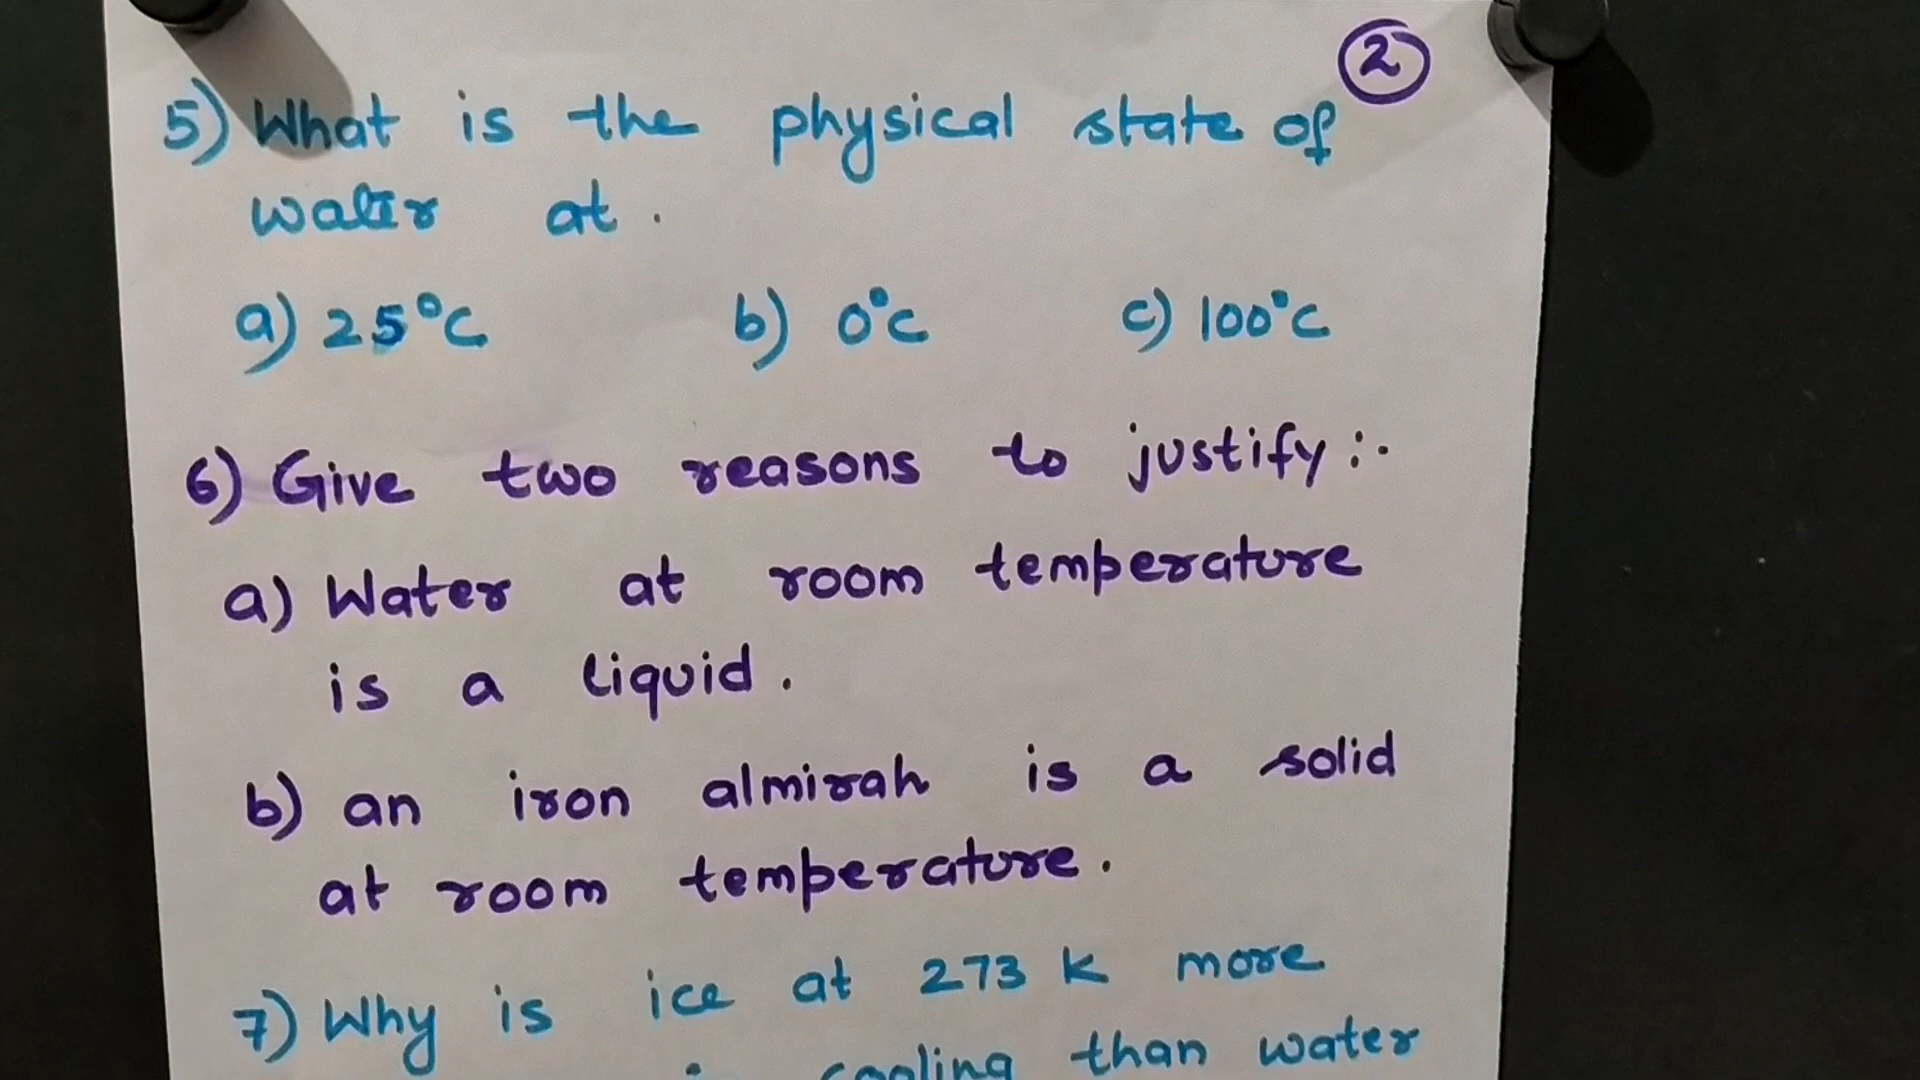 2
5) What is the physical state of
water at.
a) 25°C b) 0°C c) 100°C
6) Give two reasons to justify :-
a) Water at room temperature
is a liquid.
b) an iron almirah is a solid
at room temperature.
7) Why is ice at 273 k more
cooling than water